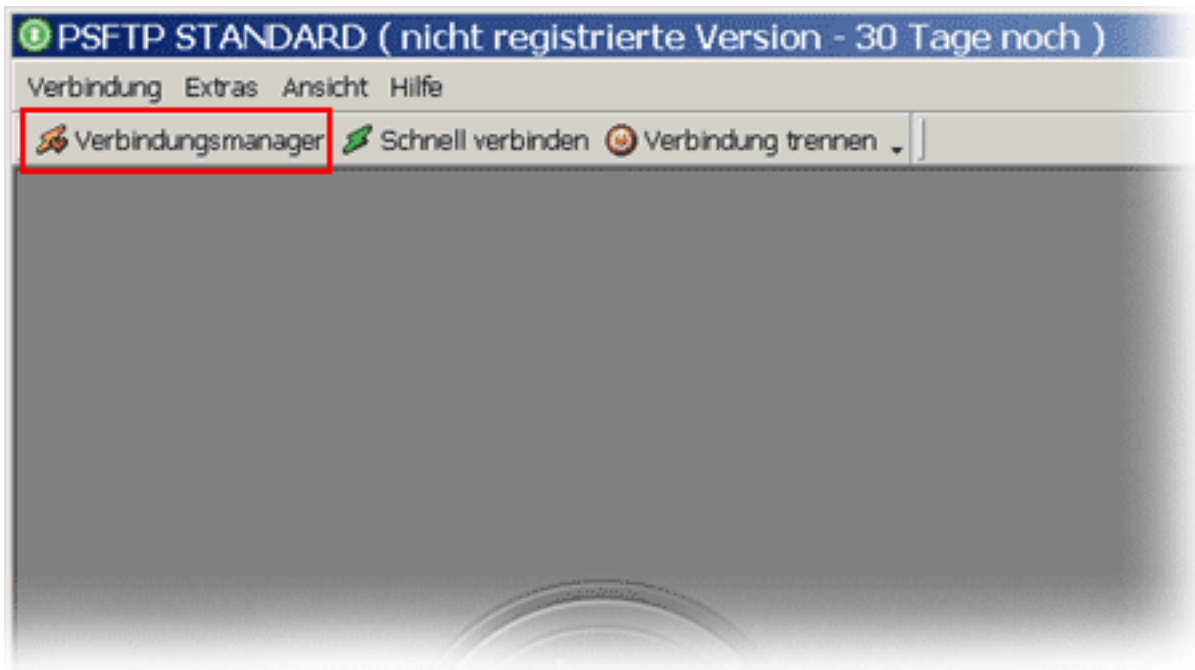 PSFTP STANDARD ( nicht registrierte Version - 30 Tage noch )
Verbindung Extras Ansicht Hilfe
Verbindungsmanager Schnell verbinden Verbindung trennen